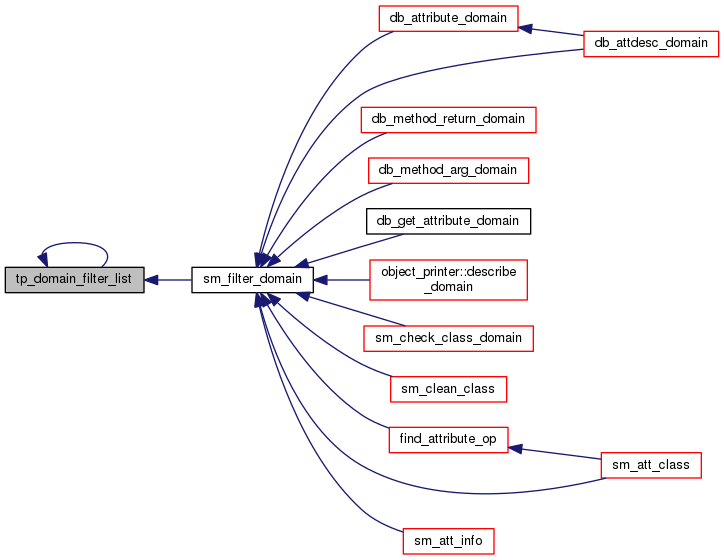 db_attribute_domain
db_attdesc_domain
db_method_return_domain
db_method_arg_domain
db_get_attribute_domain
tp_domain_filter_list
sm_filter_domain
object_printer::describe
_domain
sm_check_class_domain
sm_clean_class
find_attribute_op
sm_att_class
sm_att_info